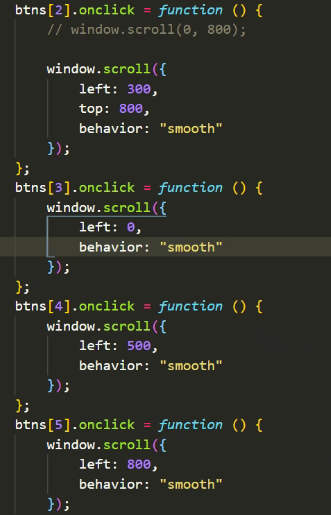 btns[2].onclick = function () {
    // window.scroll(0, 800);

    window.scroll({
        left: 300,
        top: 800,
        behavior: "smooth"
    });
};
btns[3].onclick = function () {
    window.scroll({
        left: 0,
        behavior: "smooth"
    });
};
btns[4].onclick = function () {
    window.scroll({
        left: 500,
        behavior: "smooth"
    });
};
btns[5].onclick = function () {
    window.scroll({
        left: 800,
        behavior: "smooth"
    });